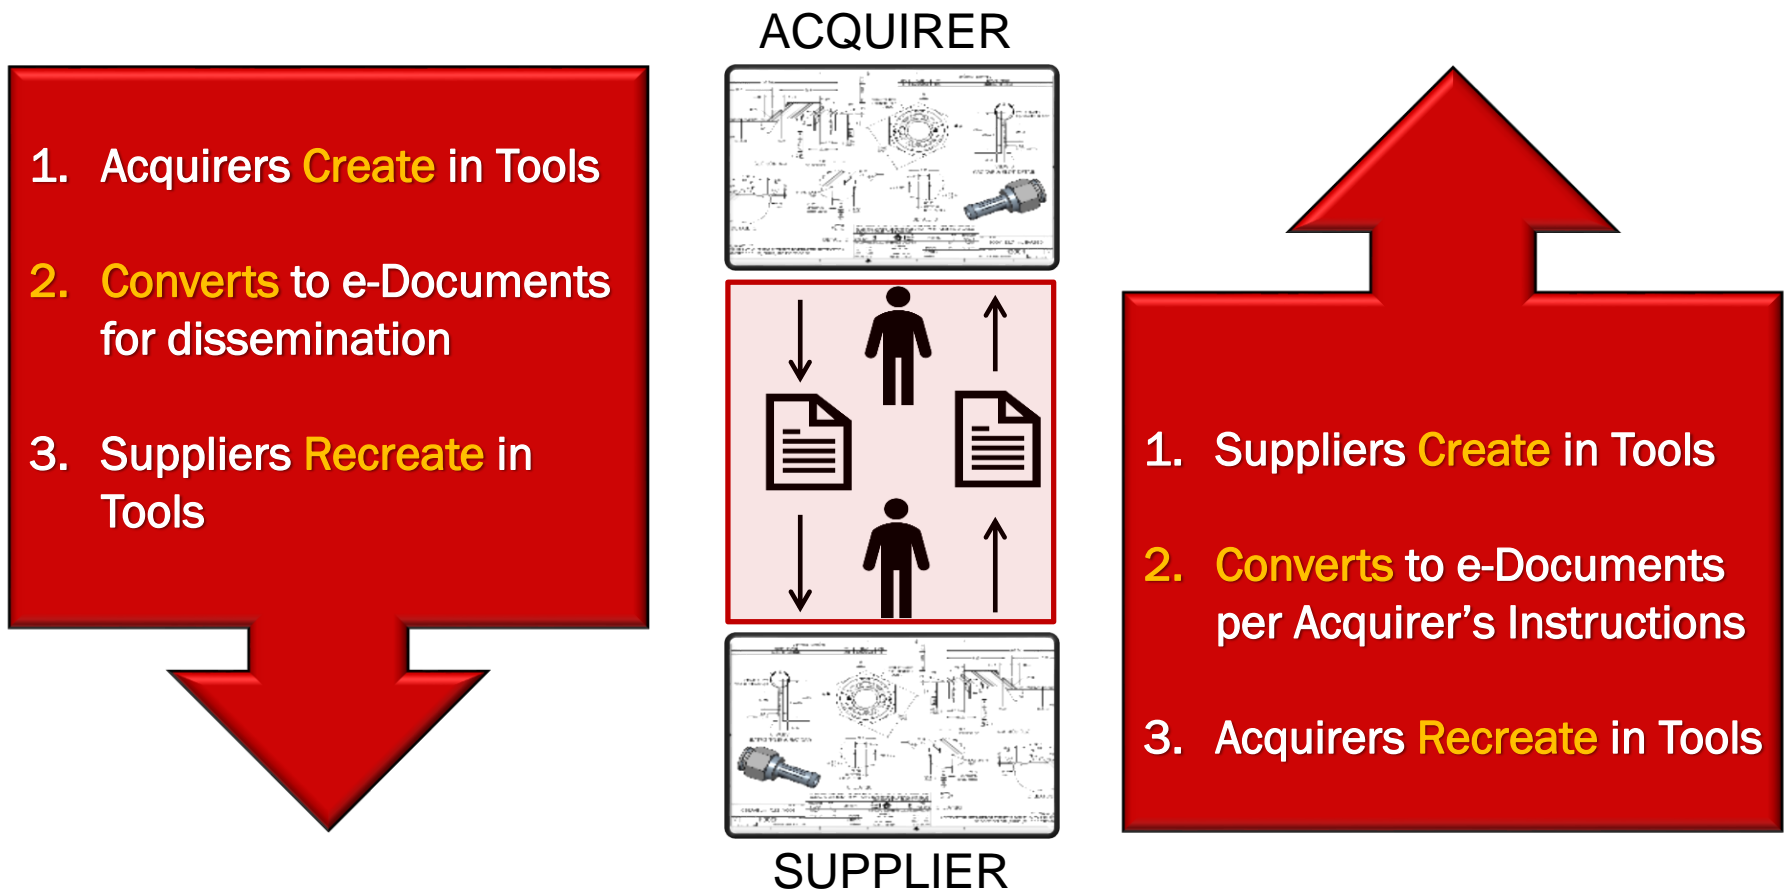 ACQUIRER
1. Acquirers Create in Tools
2. Converts to e-Documents
for dissemination
3. Suppliers Recreate in
Tools
1. Suppliers Create in Tools
2. Converts to e-Documents
per Acquirer’s Instructions
3. Acquirers Recreate in Tools
SUPPLIER